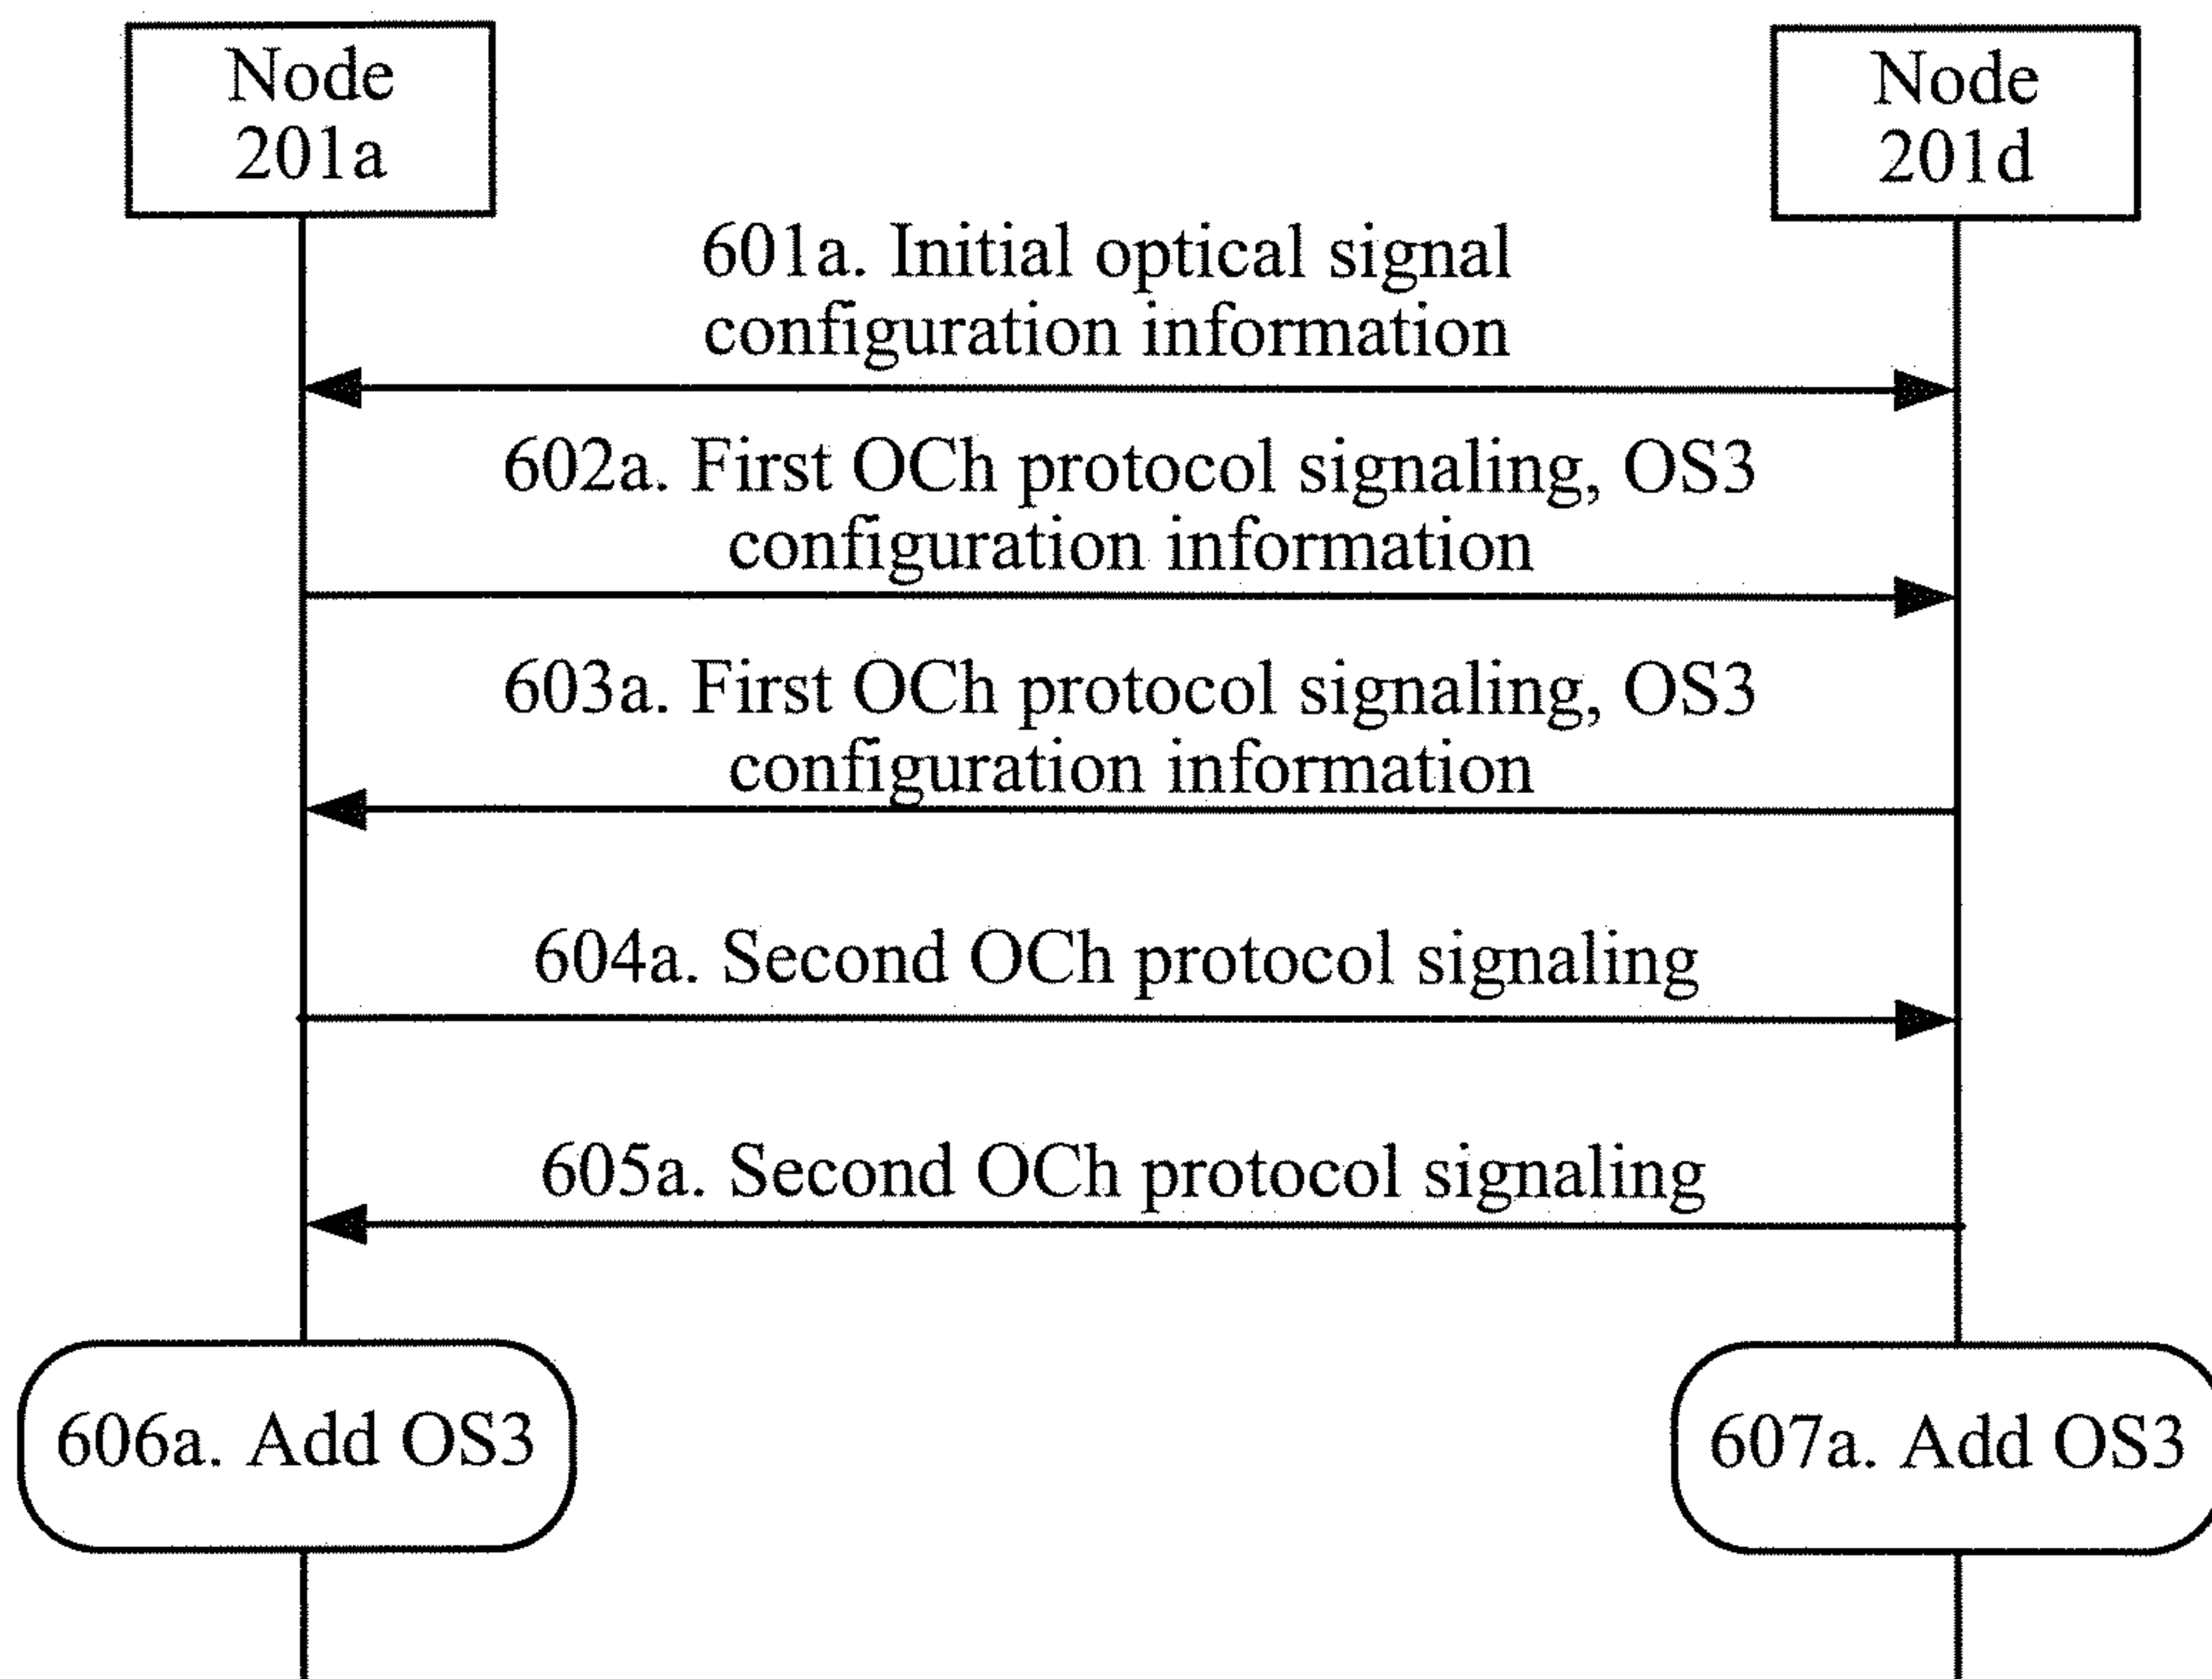 Node
201a
Node
201d
601a. Initial optical signal
configuration information
602a. First OCh protocol signaling, OS3
configuration information
603a. First OCh protocol signaling, OS3
configuration information
604a. Second OCh protocol signaling
605a. Second OCh protocol signaling
606a. Add OS3
607a. Add OS3